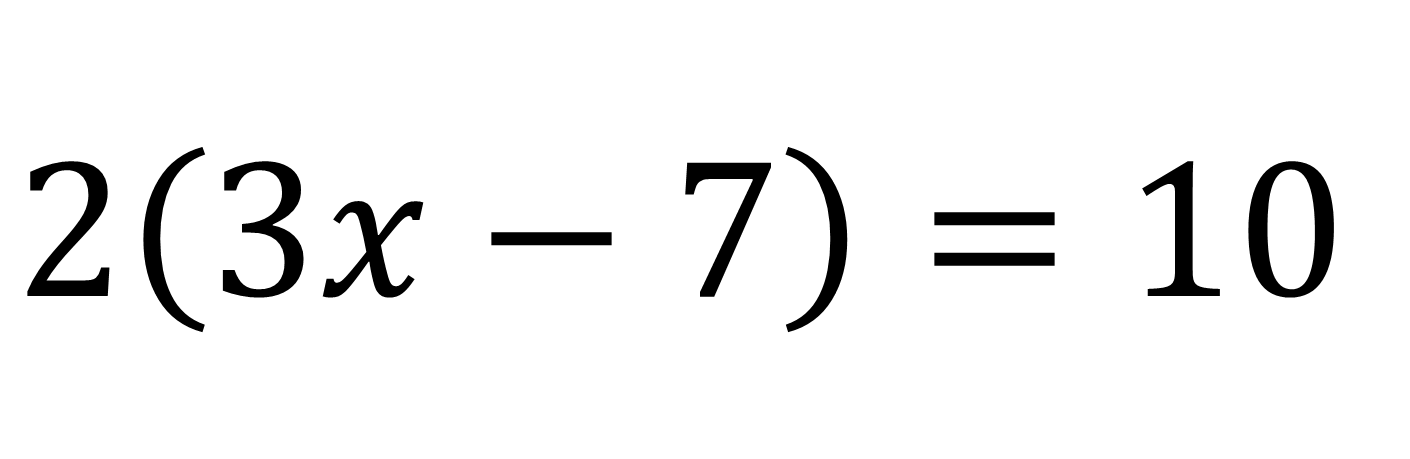 2(3x − 7) = 10